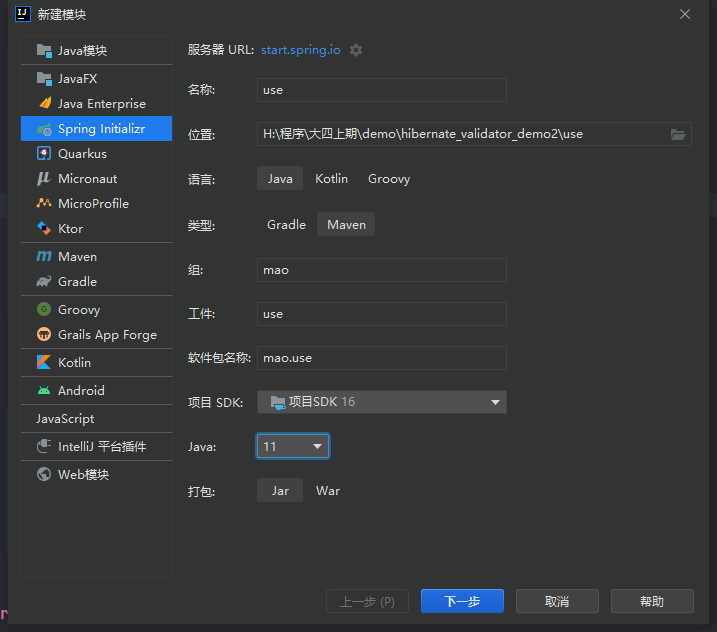 新建模块
Java模块
JavaFX
Java Enterprise
Spring Initializr
Quarkus
Micronaut
MicroProfile
Ktor
Maven
Gradle
Groovy
Grails App Forge
Kotlin
Android
JavaScript
IntelliJ 平台插件
Web模块
服务器 URL: start.spring.io
名称: use
位置: H:\程序\大四上期\demo\hibernate_validator_demo2\use
语言: Java Kotlin Groovy
类型: Gradle Maven
组: mao
工件: use
软件包名称: mao.use
项目 SDK: 项目SDK 16
Java: 11
打包: Jar War
上一步 (P) 下一步 取消 帮助